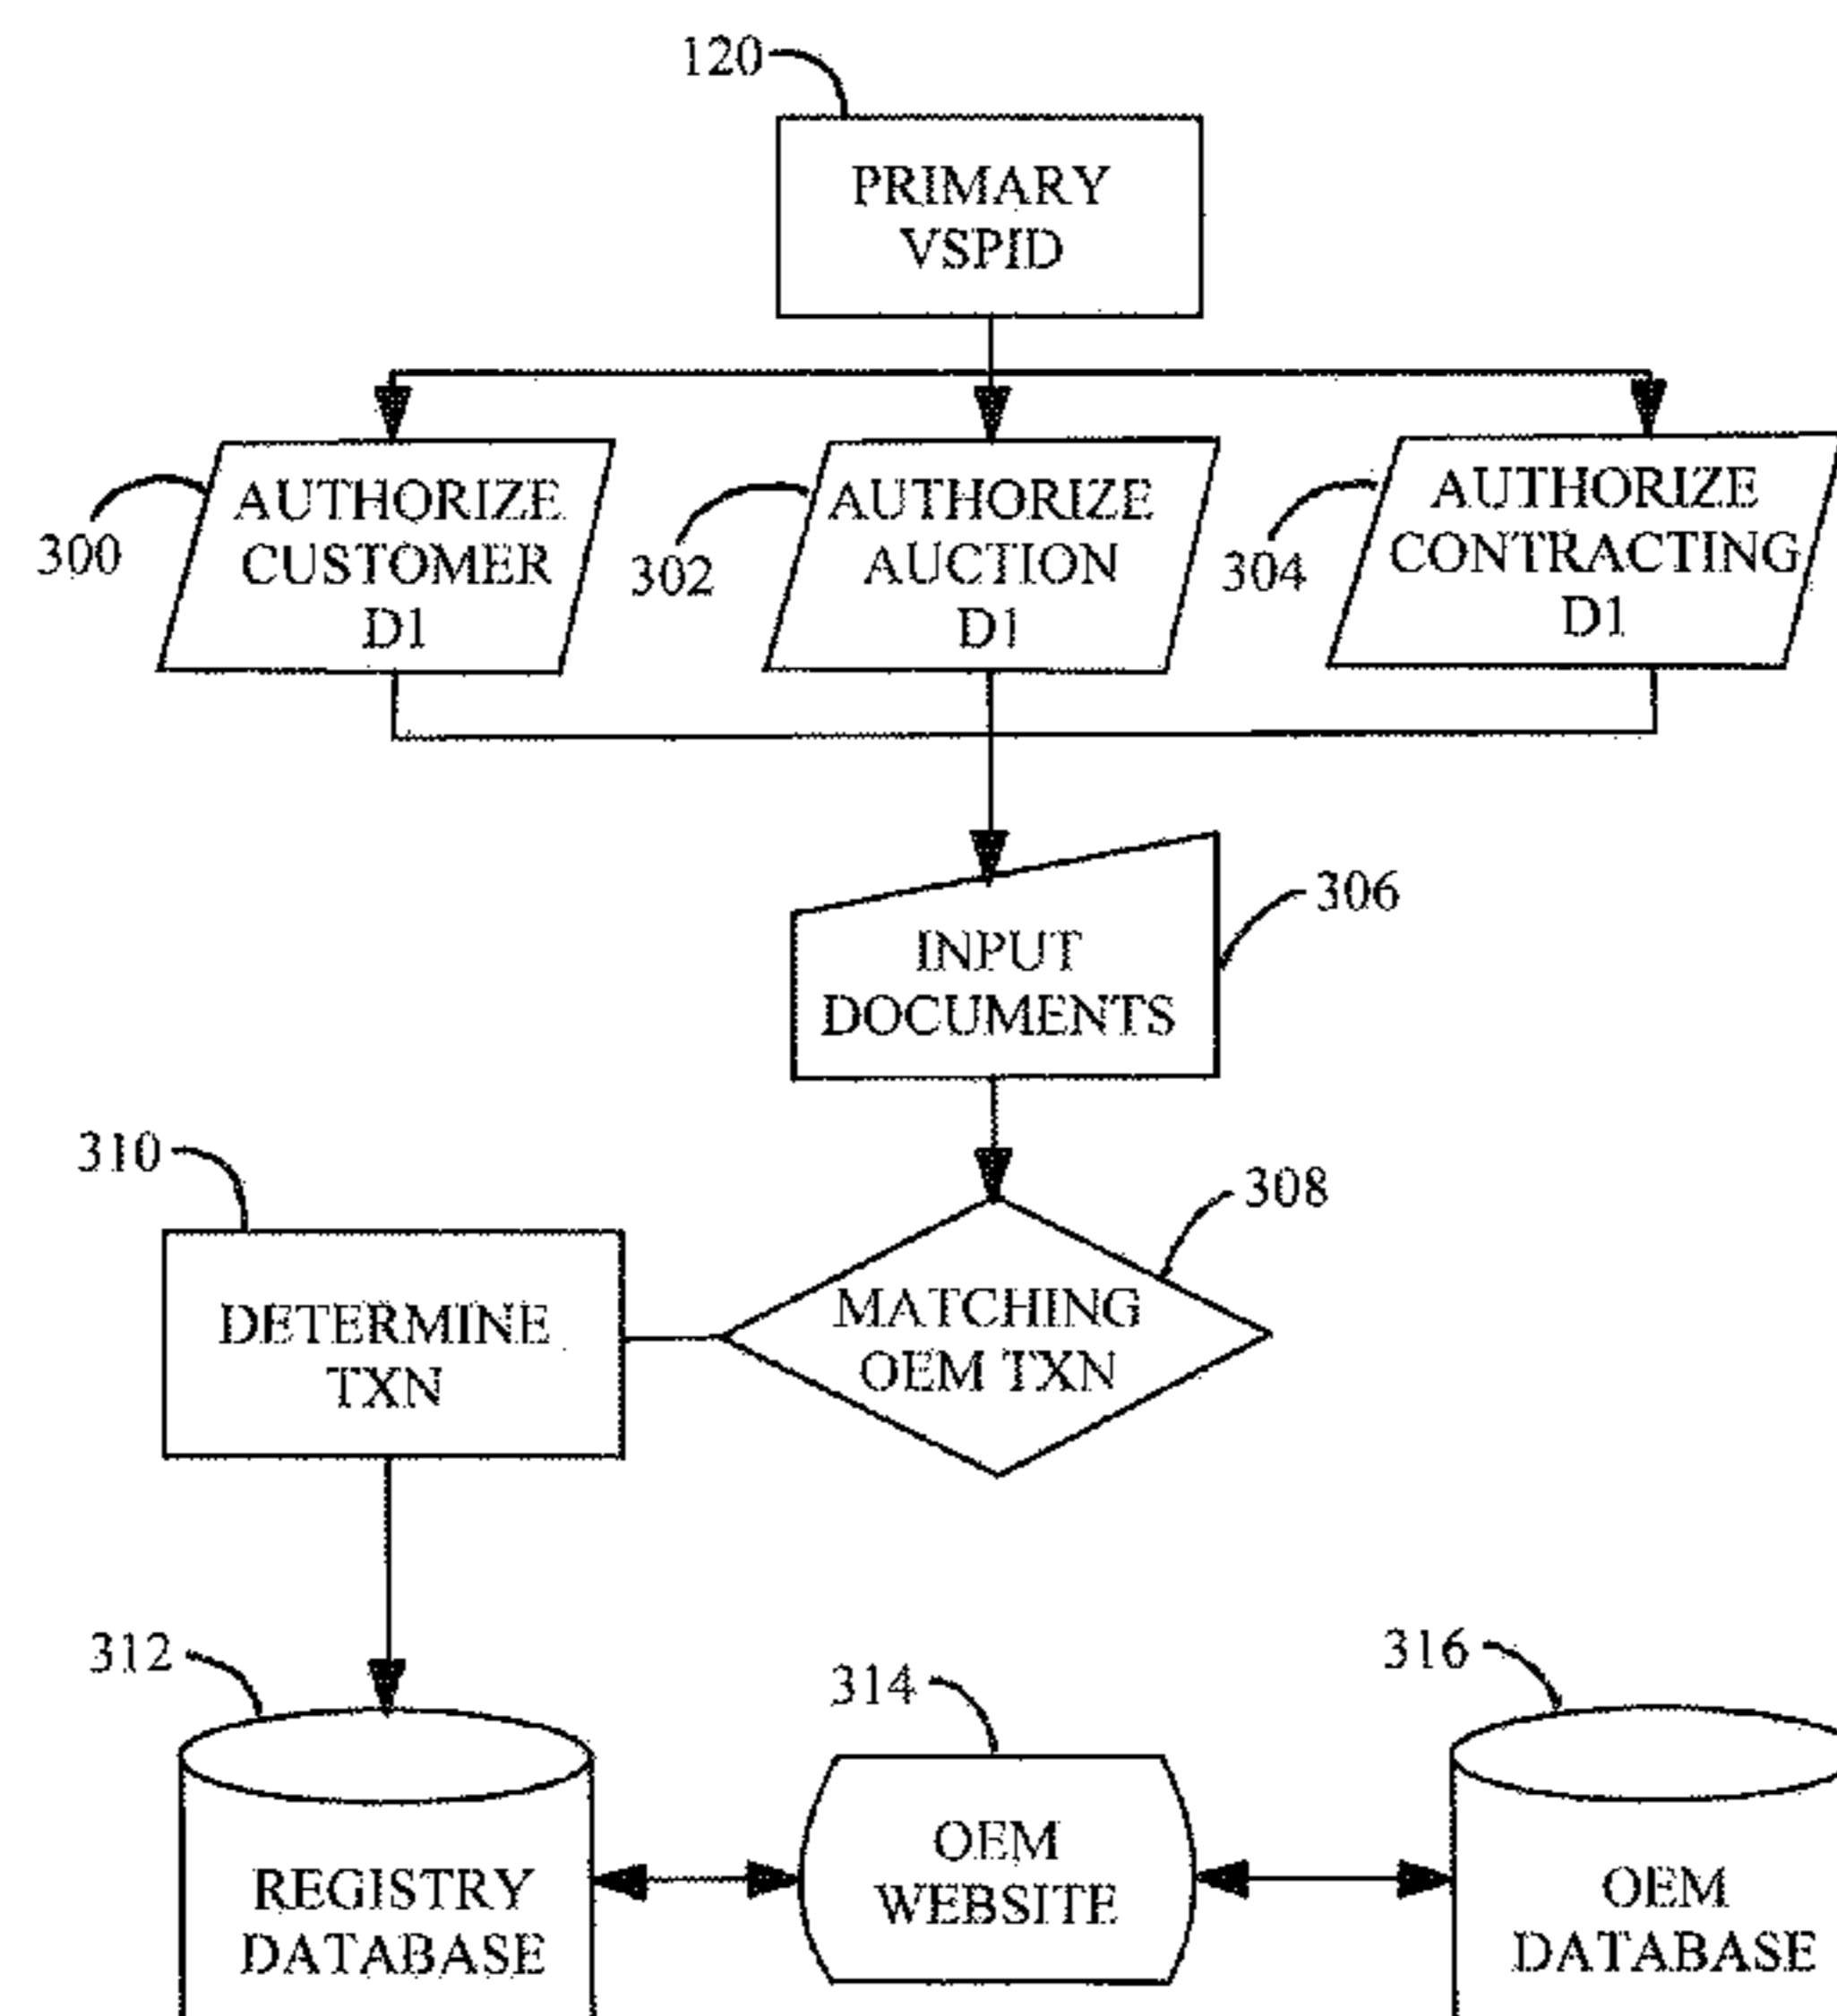 120
PRIMARY
VSPID
300
AUTHORIZE
CUSTOMER
D1
302
AUTHORIZE
AUCTION
D1
304
AUTHORIZE
CONTRACTING
D1
306
INPUT
DOCUMENTS
310
DETERMINE
TXN
308
MATCHING
OEM TXN
312
REGISTRY
DATABASE
314
OEM
WEBSITE
316
OEM
DATABASE